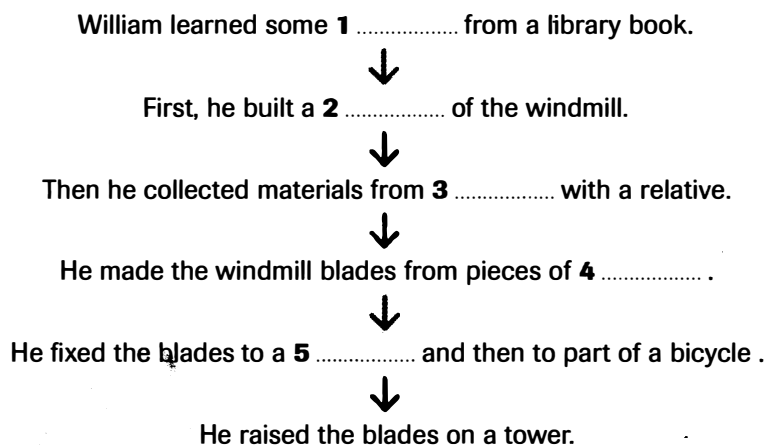 William learned some 1 .................. from a library book.
First, he built a 2 .................. of the windmill.
Then he collected materials from 3 .................. with a relative.
He made the windmill blades from pieces of 4 .................. .
He fixed the blades to a 5 .................. and then to part of a bicycle .
He raised the blades on a tower.